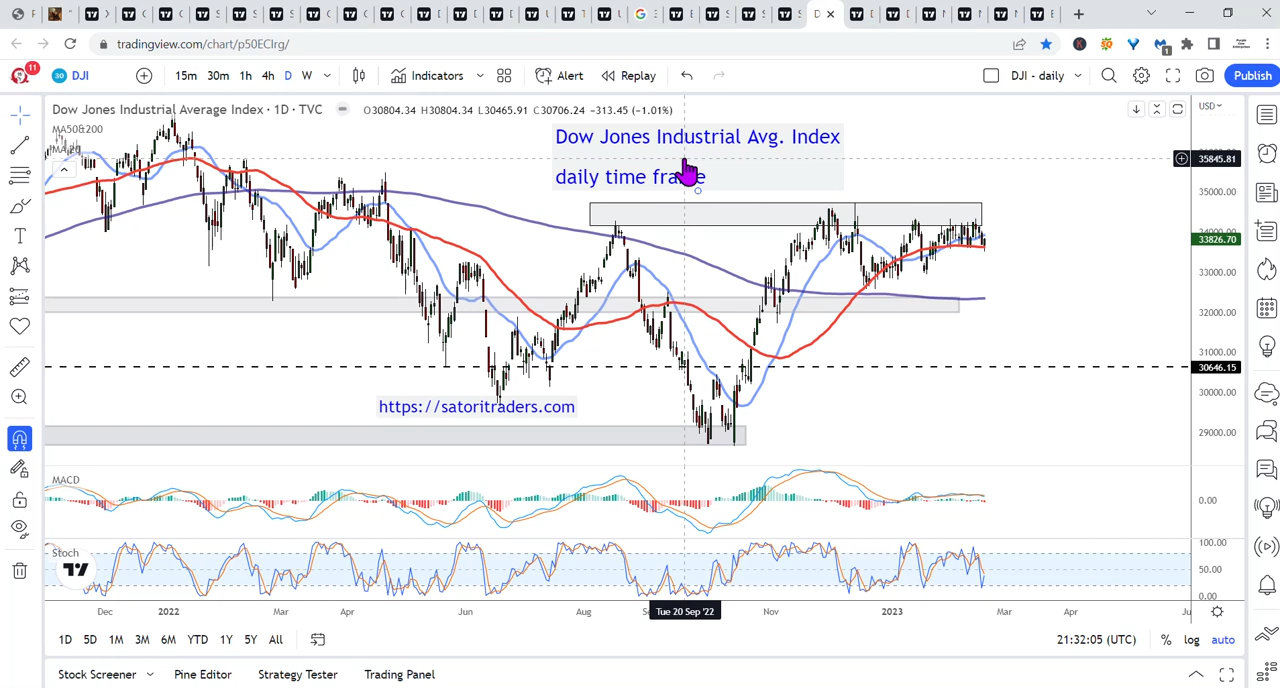 tradingview.com/chart/p50EClrg/
11
30 DJI
15m 30m 1h 4h D W
Indicators
Alert
Replay
DJI - daily
Publish
Dow Jones Industrial Average Index · 1D · TVC
O30804.34 H30804.34 L30465.91 C30706.24 -313.45 (-1.01%)
USD
MA50&200
MA 20
Dow Jones Industrial Avg. Index
daily time frame
35845.81
35000.00
34000.00
33826.70
33000.00
32000.00
31000.00
30646.15
30000.00
29000.00
https://satoritraders.com
MACD
0.00
Stoch
100.00
50.00
0.00
Dec 2022 Mar Apr Jun Aug Tue 20 Sep '22 Nov 2023 Mar Apr
1D 5D 1M 3M 6M YTD 1Y 5Y All
21:32:05 (UTC) % log auto
Stock Screener Pine Editor Strategy Tester Trading Panel